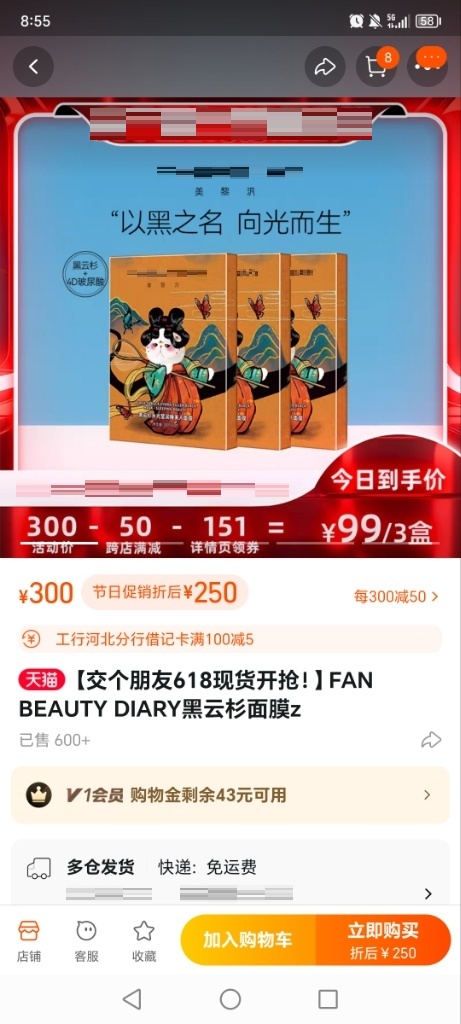 8:55
5G
58
8
美 黎 汎
“以黑之名 向光而生”
黑云杉
+
4D玻尿酸
今日到手价
300 - 50 - 151 = ¥99/3盒
活动价 跨店满减 详情页领券
¥300 节日促销折后¥250 每300减50
工行河北分行借记卡满100减5
天猫【交个朋友618现货开抢！】FAN
BEAUTY DIARY黑云杉面膜z
已售 600+
V1会员 购物金剩余43元可用
多仓发货 快递：免运费
店铺 客服 收藏 加入购物车 立即购买
折后¥250